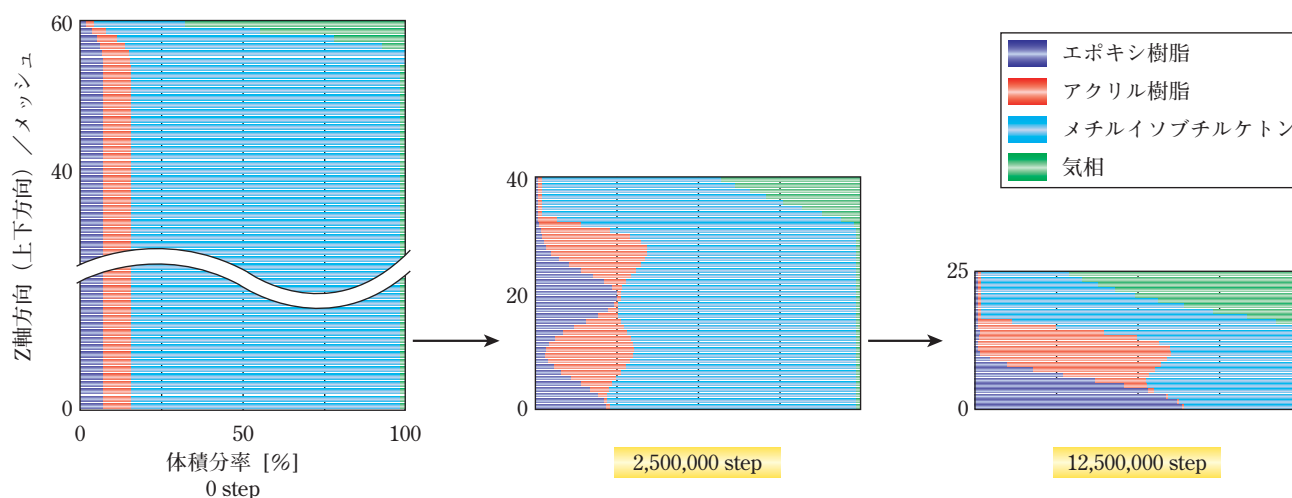 60
40
0
Z軸方向(上下方向)/メッシュ
0
50
100
体積分率 [%]
0 step
40
20
0
2,500,000 step
25
0
12,500,000 step
エポキシ樹脂
アクリル樹脂
メチルイソブチルケトン
気相